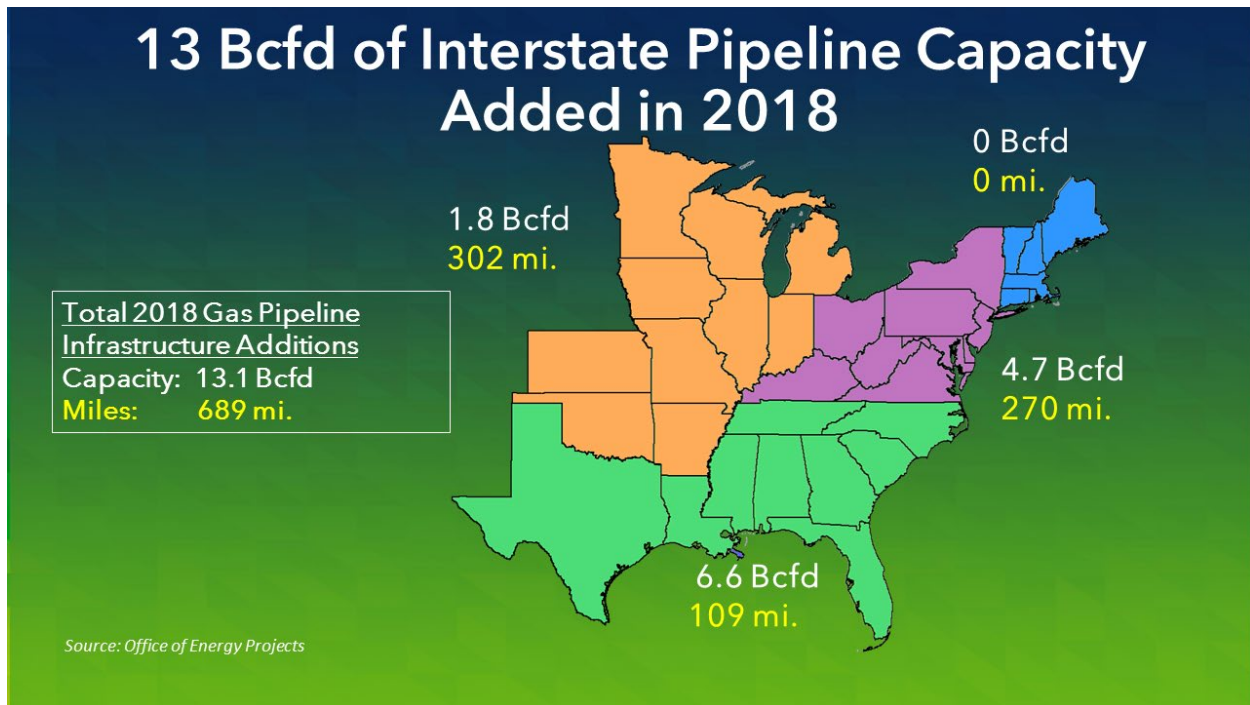 13 Bcfd of Interstate Pipeline Capacity
Added in 2018
0 Bcfd
0 mi.
1.8 Bcfd
302 mi.
Total 2018 Gas Pipeline
Infrastructure Additions
Capacity: 13.1 Bcfd
Miles: 689 mi.
4.7 Bcfd
270 mi.
6.6 Bcfd
109 mi.
Source: Office of Energy Projects